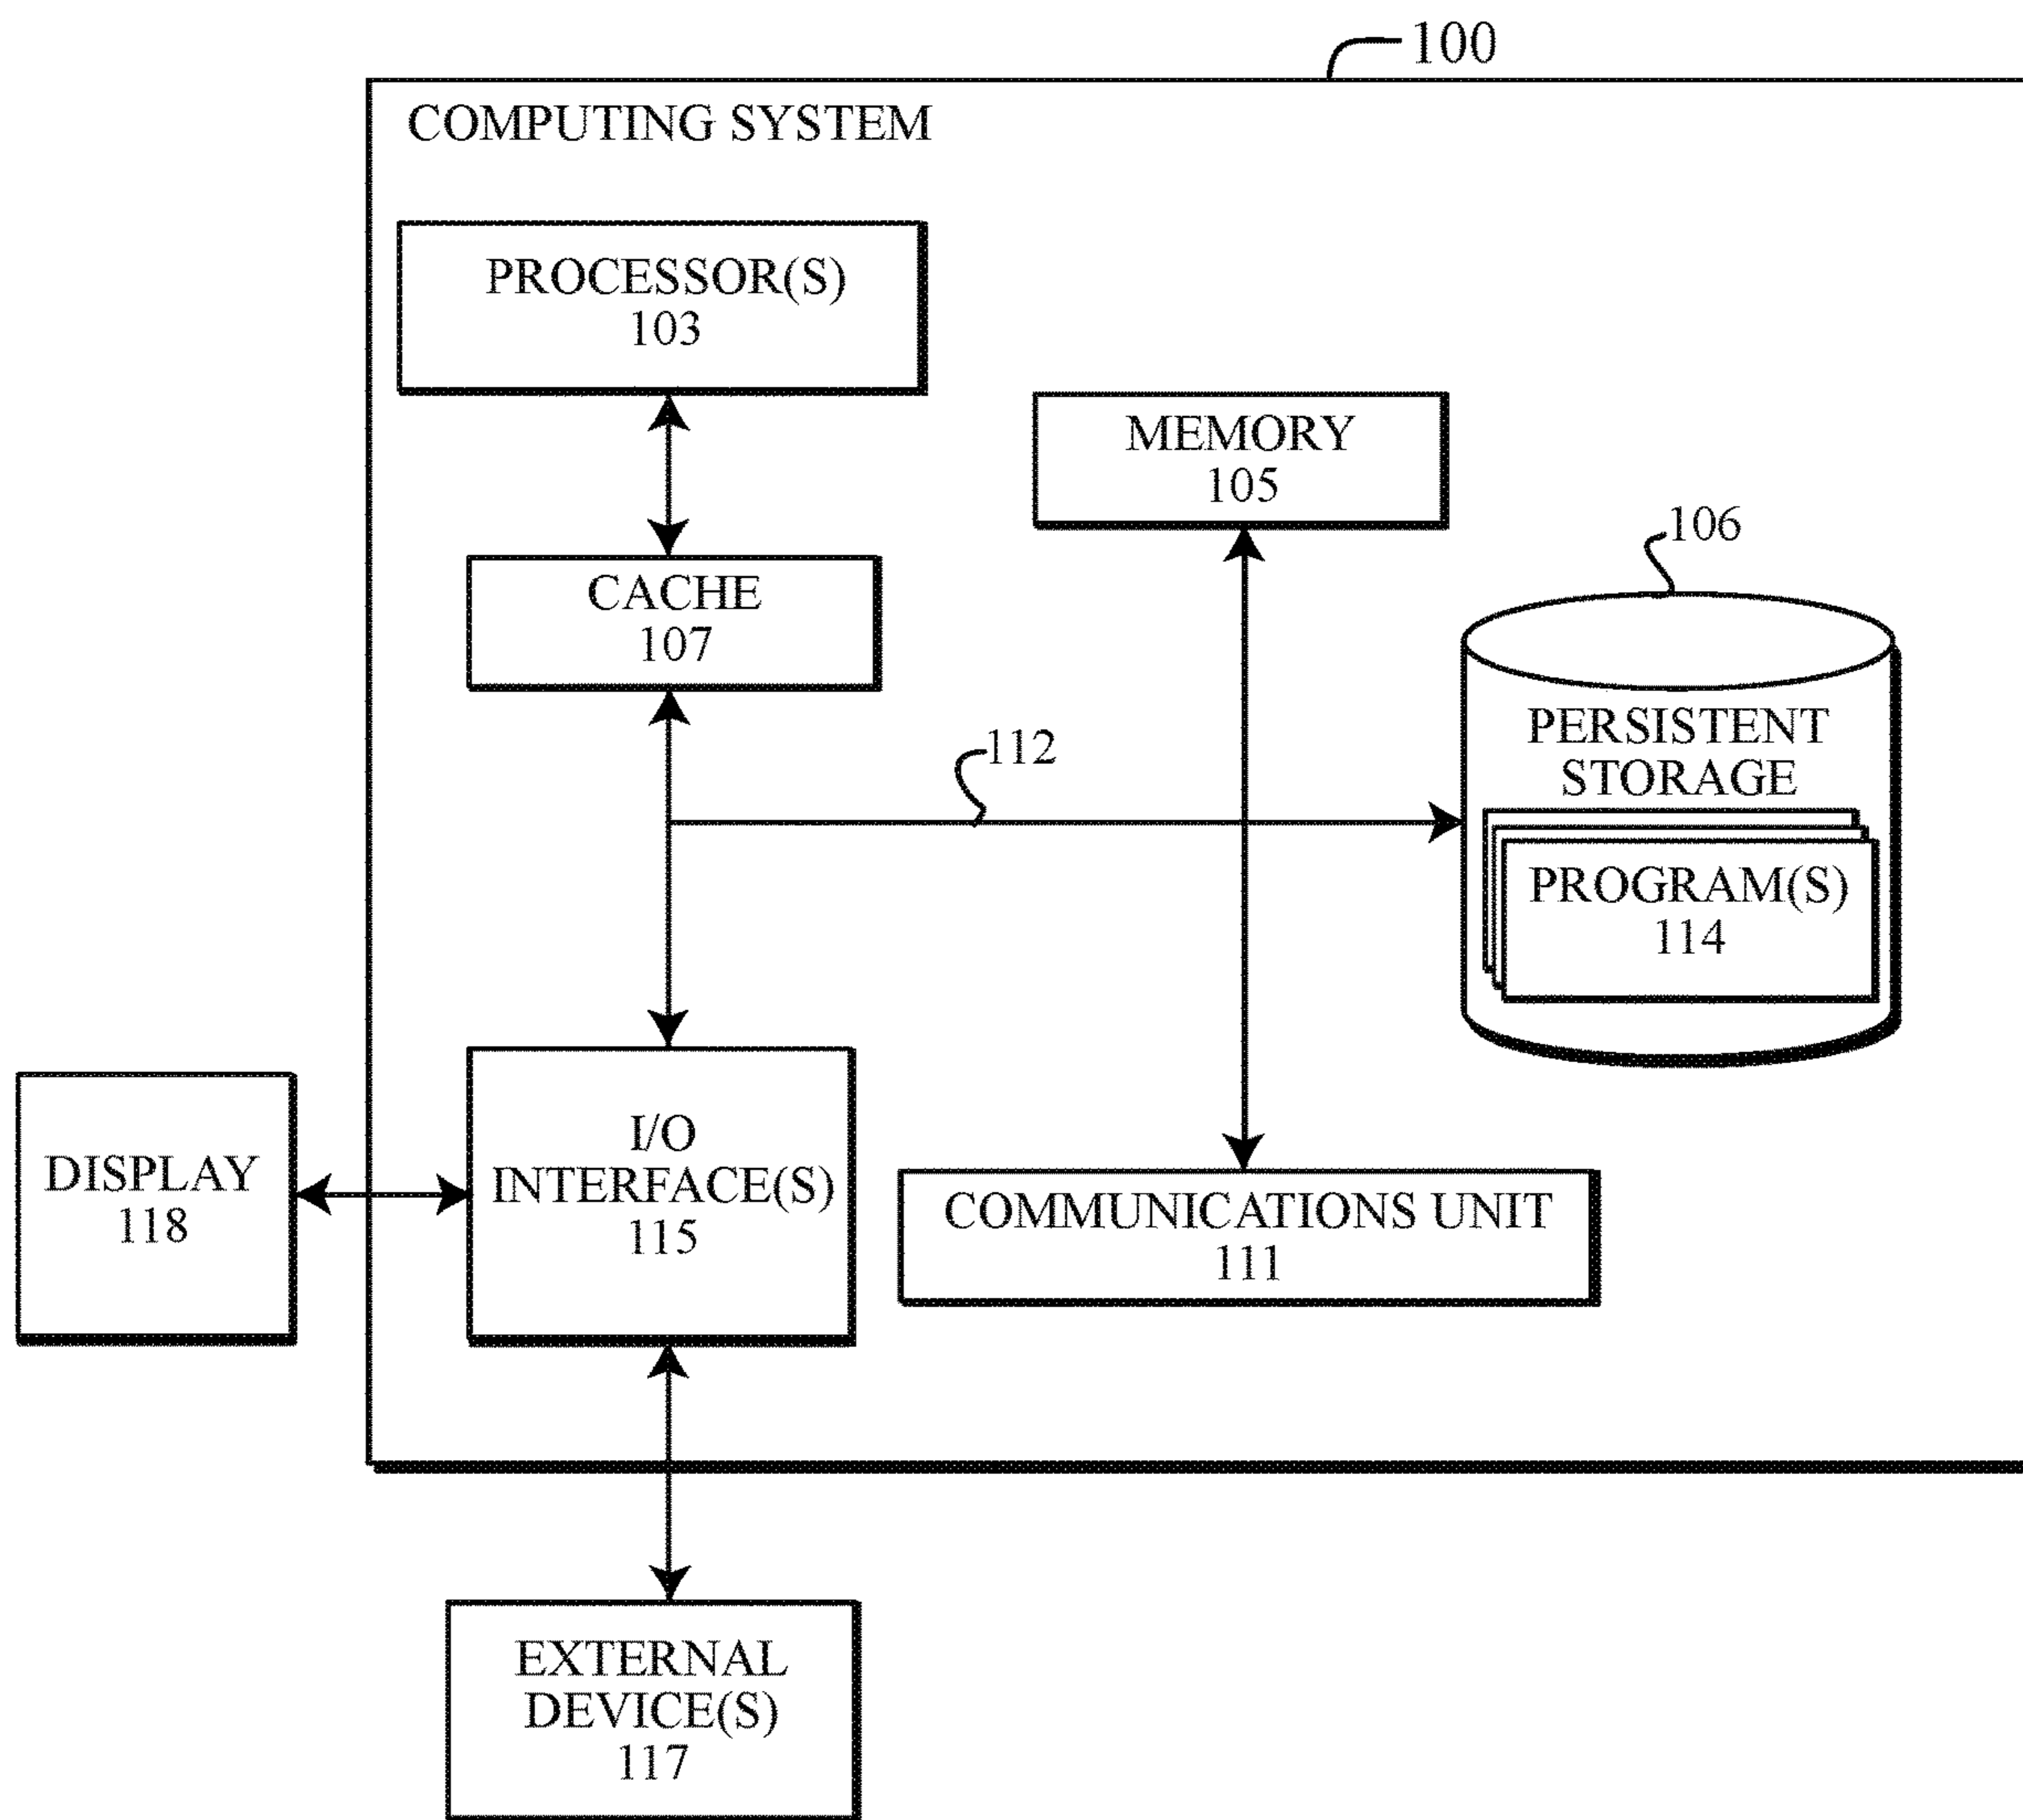 100
COMPUTING SYSTEM
PROCESSOR(S)
103
MEMORY
105
106
CACHE
107
112
PERSISTENT
STORAGE
PROGRAM(S)
114
DISPLAY
118
I/O
INTERFACE(S)
115
COMMUNICATIONS UNIT
111
EXTERNAL
DEVICE(S)
117